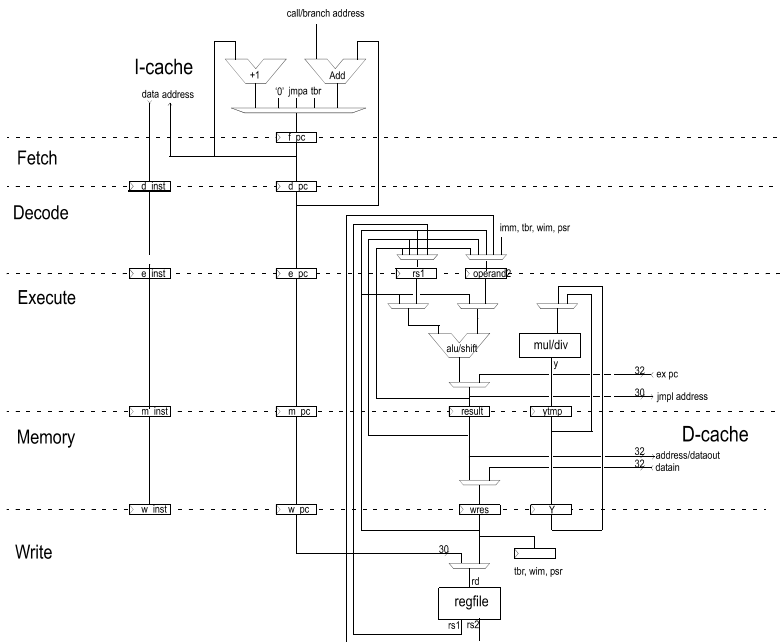 call/branch address
I-cache
+1
Add
data address
'0' jmpa tbr
f pc
Fetch
d inst
d pc
Decode
imm, tbr, wim, psr
e inst
e pc
rs1
operand2
Execute
alu/shift
mul/div
y
32 ex pc
30 jmpl address
m inst
m pc
result
ytmp
Memory
D-cache
32 address/dataout
32 datain
w inst
w pc
wres
Y
Write
30
tbr, wim, psr
rd
regfile
rs1 rs2